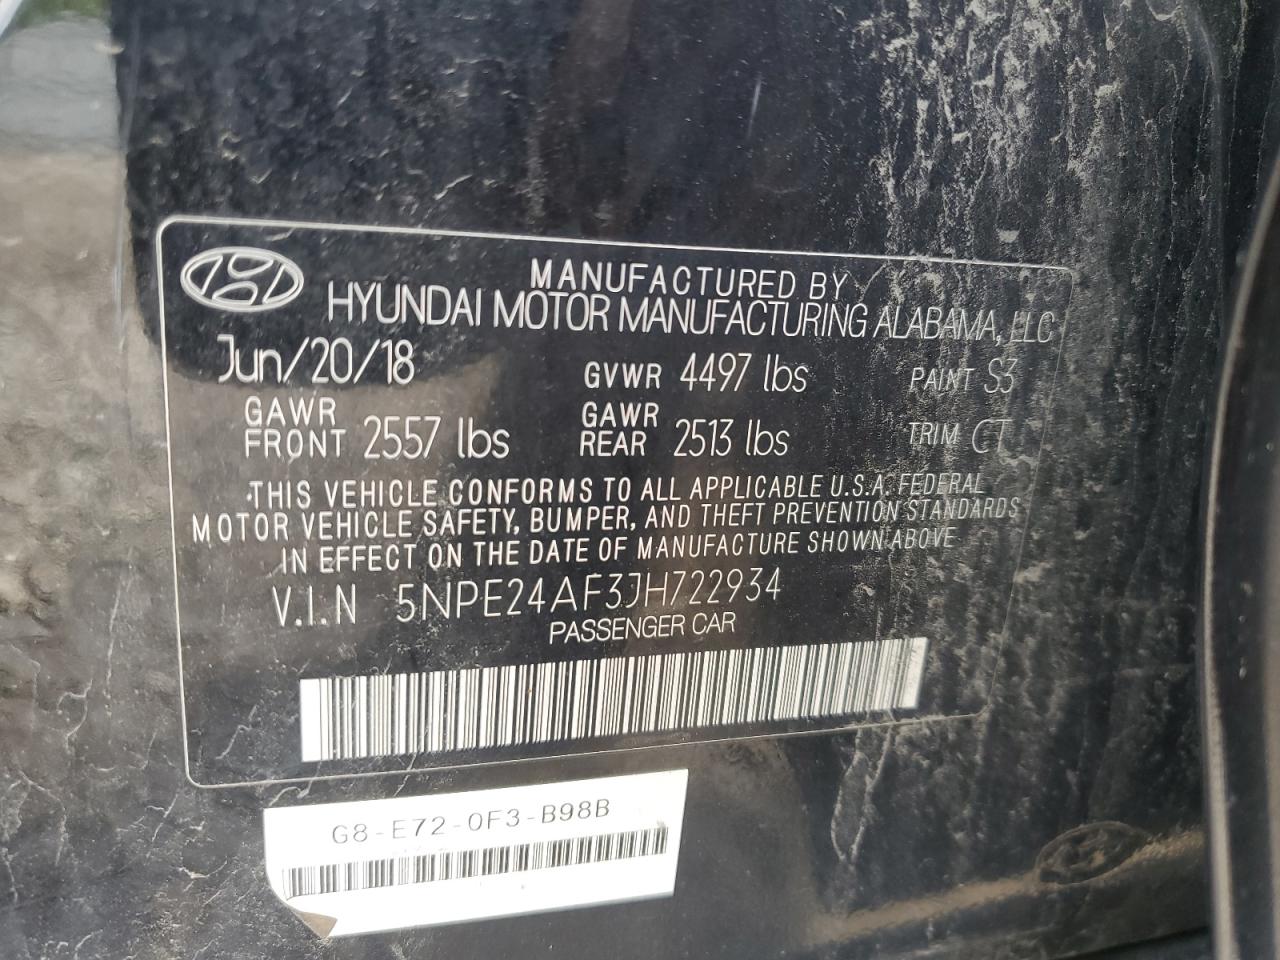 MANUFACTURED BY
HYUNDAI MOTOR MANUFACTURING ALABAMA, LLC
Jun/20/18 GVWR 4497 lbs PAINT S3
GAWR FRONT 2557 lbs GAWR REAR 2513 lbs TRIM CT
THIS VEHICLE CONFORMS TO ALL APPLICABLE U.S.A. FEDERAL
MOTOR VEHICLE SAFETY, BUMPER, AND THEFT PREVENTION STANDARDS
IN EFFECT ON THE DATE OF MANUFACTURE SHOWN ABOVE
V.I.N 5NPE24AF3JH722934
PASSENGER CAR
G8-E72-0F3-B98B